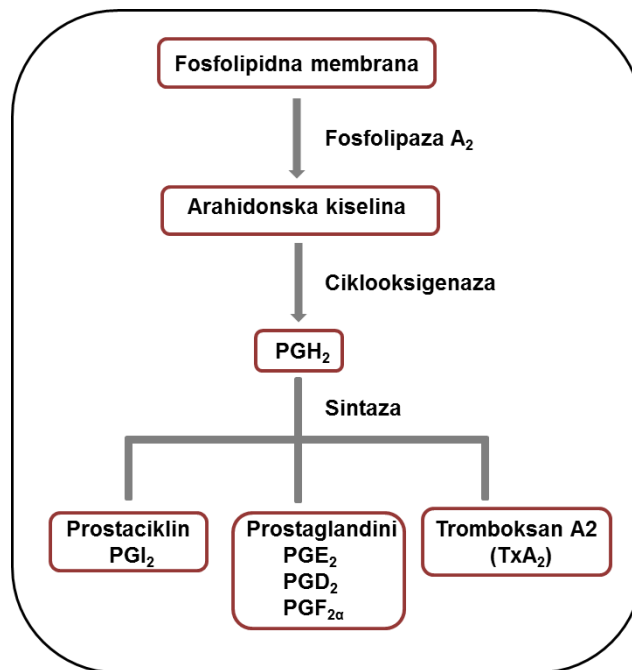 Fosfolipidna membrana
Fosfolipaza A₂
Arahidonska kiselina
Ciklooksigenaza
PGH₂
Sintaza
Prostaciklin
PGI₂
Prostaglandini
PGE₂
PGD₂
PGF₂α
Tromboksan A2
(TxA₂)